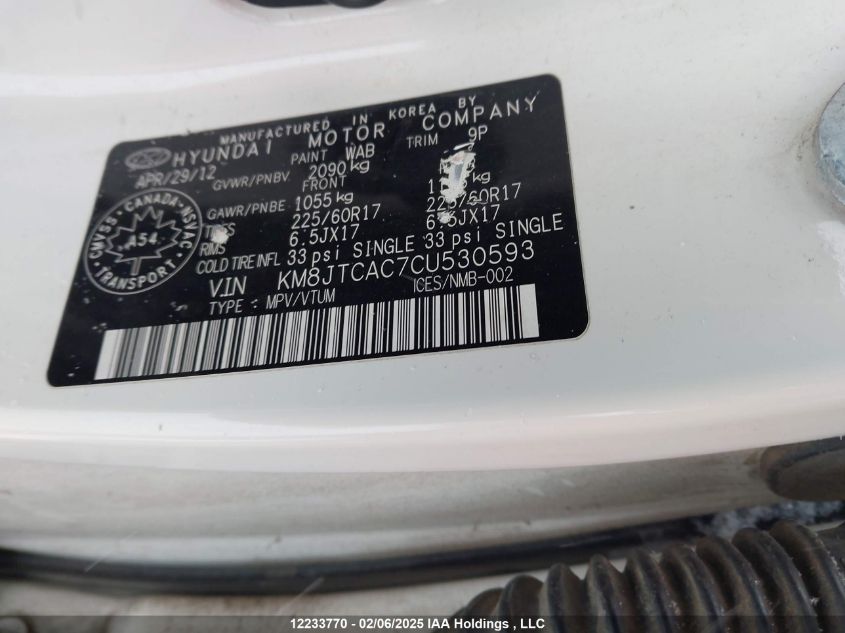 MANUFACTURED IN KOREA BY
HYUNDAI MOTOR COMPANY
APR/29/12 PAINT WAB TRIM 9P
GVWR/PNBV 2090kg
FRONT
GAWR/PNBE 1055 kg kg
225/60R17 225/60R17
RIMS 6.5JX17 6.5JX17
COLD TIRE INFL 33 psi SINGLE 33 psi SINGLE
VIN KM8JTCAC7CU530593
TYPE : MPV/VTUM ICES/NMB-002
CMVSS - CANADA - NSVAC
A54
TRANSPORT
12233770 - 02/06/2025 IAA Holdings, LLC